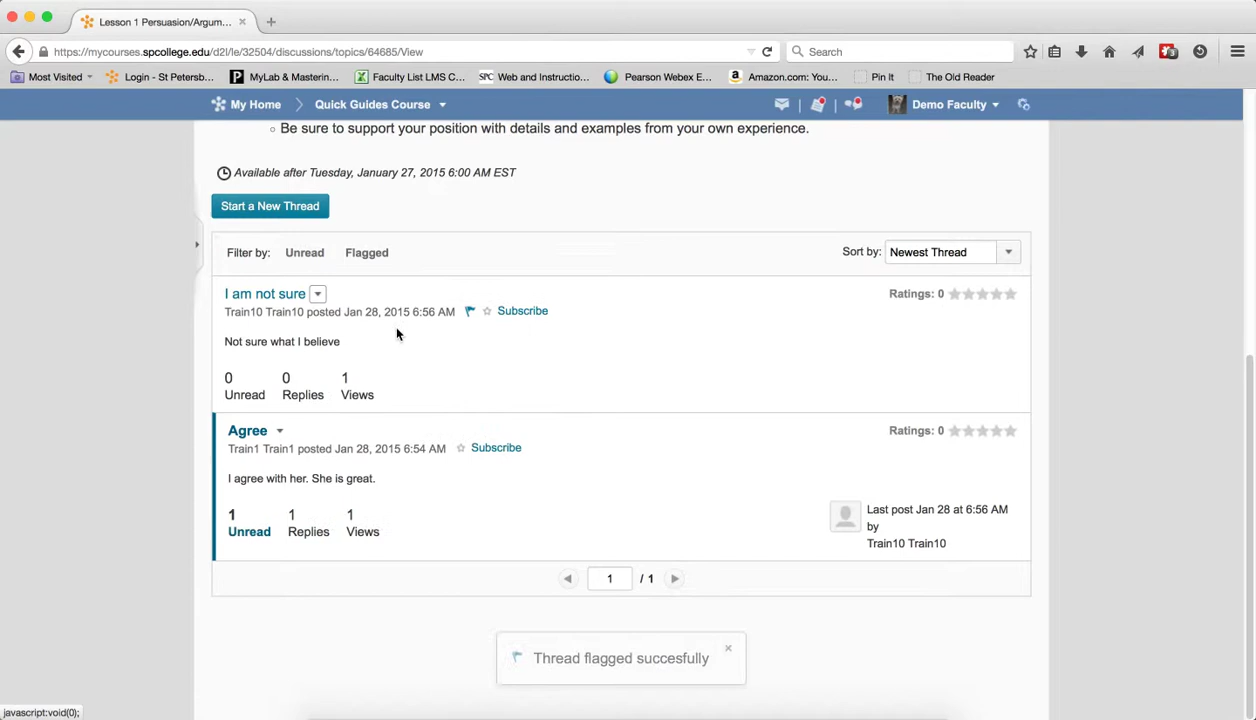 Lesson 1 Persuasion/Argum...
https://mycourses.spcollege.edu/d2l/le/32504/discussions/topics/64685/View
Search
3
Most Visited
Login - St Petersb...
MyLab & Mastering...
Faculty List LMS C...
SPC
Web and Instructio...
Pearson Webex E...
Amazon.com: You...
Pin It
The Old Reader
My Home
Quick Guides Course
Demo Faculty
Be sure to support your position with details and examples from your own experience.
Available after Tuesday, January 27, 2015 6:00 AM EST
Start a New Thread
Filter by: Unread Flagged
Sort by: Newest Thread
I am not sure
Ratings: 0
Train10 Train10 posted Jan 28, 2015 6:56 AM Subscribe
Not sure what I believe
0 0 1
Unread Replies Views
Agree
Ratings: 0
Train1 Train1 posted Jan 28, 2015 6:54 AM Subscribe
I agree with her. She is great.
1 1 1
Unread Replies Views
Last post Jan 28 at 6:56 AM
by
Train10 Train10
1 / 1
Thread flagged succesfully
javascript:void(0);